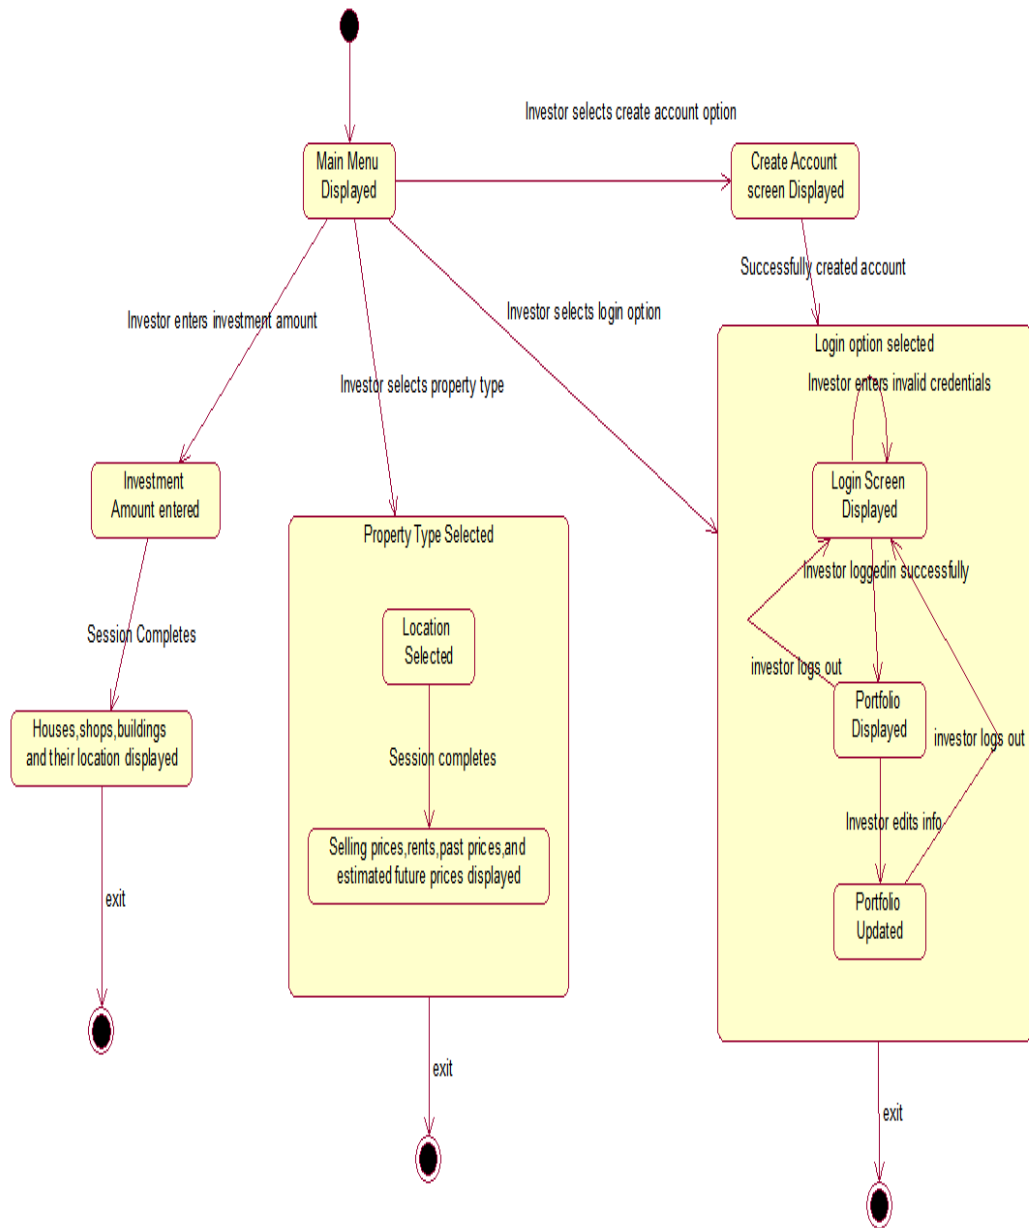 Investor selects create account option
Main Menu
Displayed
Create Account
screen Displayed
Successfully created account
Investor enters investment amount
Investor selects login option
Investor selects property type
Login option selected
Investor enters invalid credentials
Login Screen
Displayed
Investor loggedin successfully
investor logs out
Portfolio
Displayed
investor logs out
Investor edits info
Portfolio
Updated
exit
Investment
Amount entered
Session Completes
Houses,shops,buildings
and their location displayed
exit
Property Type Selected
Location
Selected
Session completes
Selling prices,rents,past prices,and
estimated future prices displayed
exit